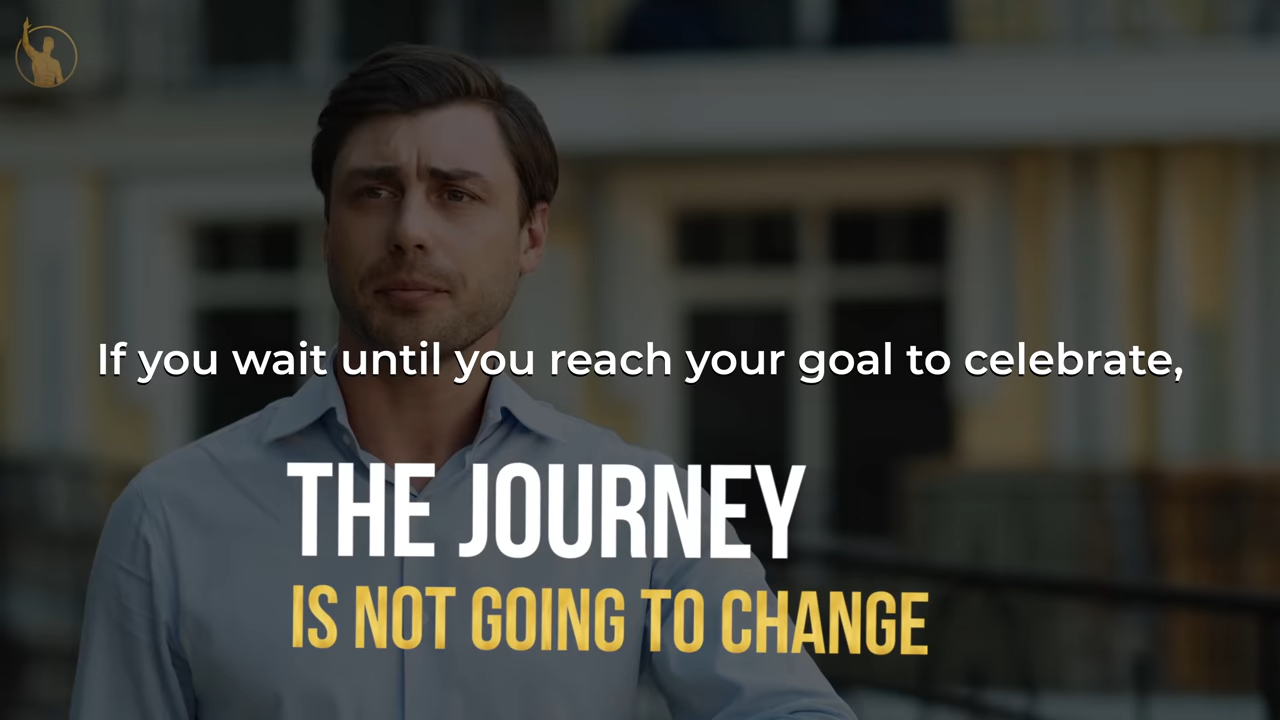 If you wait until you reach your goal to celebrate,
THE JOURNEY
IS NOT GOING TO CHANGE